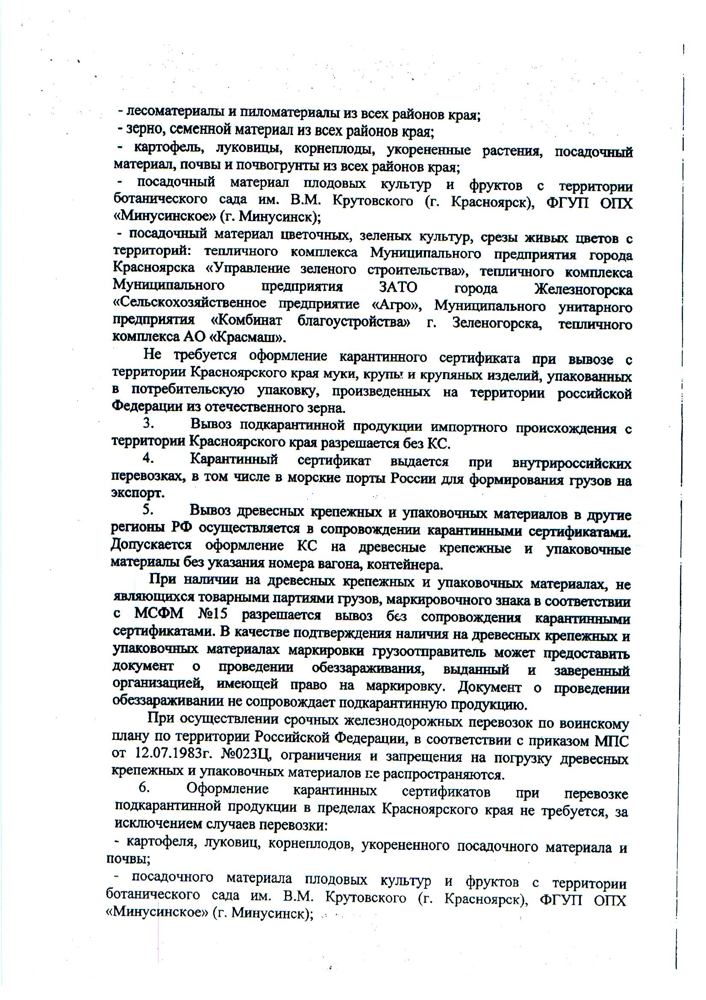 - лесоматериалы и пиломатериалы из всех районов края;
- зерно, семенной материал из всех районов края;
- картофель, луковицы, корнеплоды, укорененные растения, посадочный
материал, почвы и почвогрунты из всех районов края;
- посадочный материал плодовых культур и фруктов с территории
ботанического сада им. В.М. Крутовского (г. Красноярск), ФГУП ОПХ
«Минусинское» (г. Минусинск);
- посадочный материал цветочных, зеленых культур, срезы живых цветов с
территорий: тепличного комплекса Муниципального предприятия города
Красноярска «Управление зеленого строительства», тепличного комплекса
Муниципального предприятия ЗАТО города Железногорска
«Сельскохозяйственное предприятие «Агро», Муниципального унитарного
предприятия «Комбинат благоустройства» г. Зеленогорска, тепличного
комплекса АО «Красмаш».
Не требуется оформление карантинного сертификата при вывозе с
территории Красноярского края муки, крупы и крупяных изделий, упакованных
в потребительскую упаковку, произведенных на территории российской
Федерации из отечественного зерна.
3. Вывоз подкарантинной продукции импортного происхождения с
территории Красноярского края разрешается без КС.
4. Карантинный сертификат выдается при внутрироссийских
перевозках, в том числе в морские порты России для формирования грузов на
экспорт.
5. Вывоз древесных крепежных и упаковочных материалов в другие
регионы РФ осуществляется в сопровождении карантинными сертификатами.
Допускается оформление КС на древесные крепежные и упаковочные
материалы без указания номера вагона, контейнера.
При наличии на древесных крепежных и упаковочных материалах, не
являющихся товарными партиями грузов, маркировочного знака в соответствии
с МСФМ №15 разрешается вывоз без сопровождения карантинными
сертификатами. В качестве подтверждения наличия на древесных крепежных и
упаковочных материалах маркировки грузоотправитель может предоставить
документ о проведении обеззараживания, выданный и заверенный
организацией, имеющей право на маркировку. Документ о проведении
обеззараживании не сопровождает подкарантинную продукцию.
При осуществлении срочных железнодорожных перевозок по воинскому
плану по территории Российской Федерации, в соответствии с приказом МПС
от 12.07.1983г. №023Ц, ограничения и запрещения на погрузку древесных
крепежных и упаковочных материалов не распространяются.
6. Оформление карантинных сертификатов при перевозке
подкарантинной продукции в пределах Красноярского края не требуется, за
исключением случаев перевозки:
- картофеля, луковиц, корнеплодов, укорененного посадочного материала и
почвы;
- посадочного материала плодовых культур и фруктов с территории
ботанического сада им. В.М. Крутовского (г. Красноярск), ФГУП ОПХ
«Минусинское» (г. Минусинск);